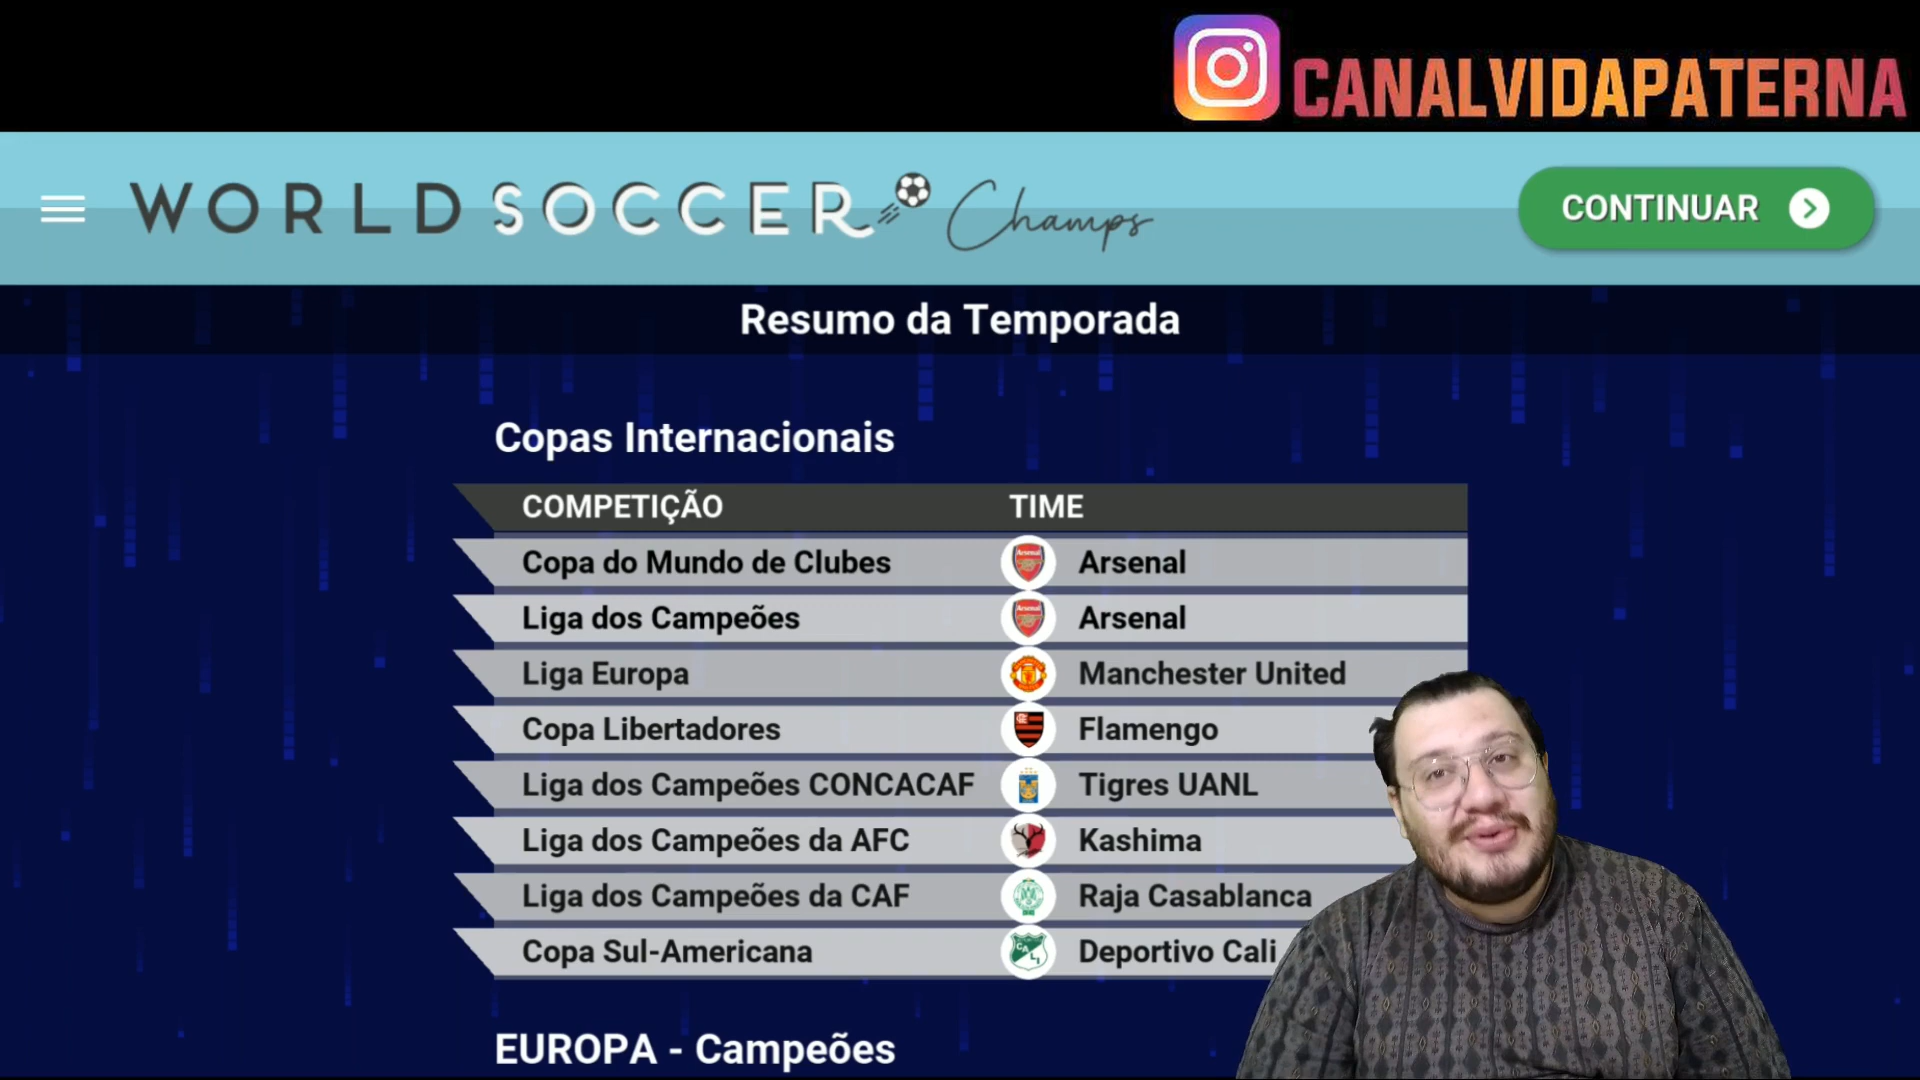 CANALVIDAPATERNA
WORLD SOCCER Champs
CONTINUAR
Resumo da Temporada
Copas Internacionais
COMPETIÇÃO TIME
Copa do Mundo de Clubes Arsenal
Liga dos Campeões Arsenal
Liga Europa Manchester United
Copa Libertadores Flamengo
Liga dos Campeões CONCACAF Tigres UANL
Liga dos Campeões da AFC Kashima
Liga dos Campeões da CAF Raja Casablanca
Copa Sul-Americana Deportivo Cali
EUROPA - Campeões